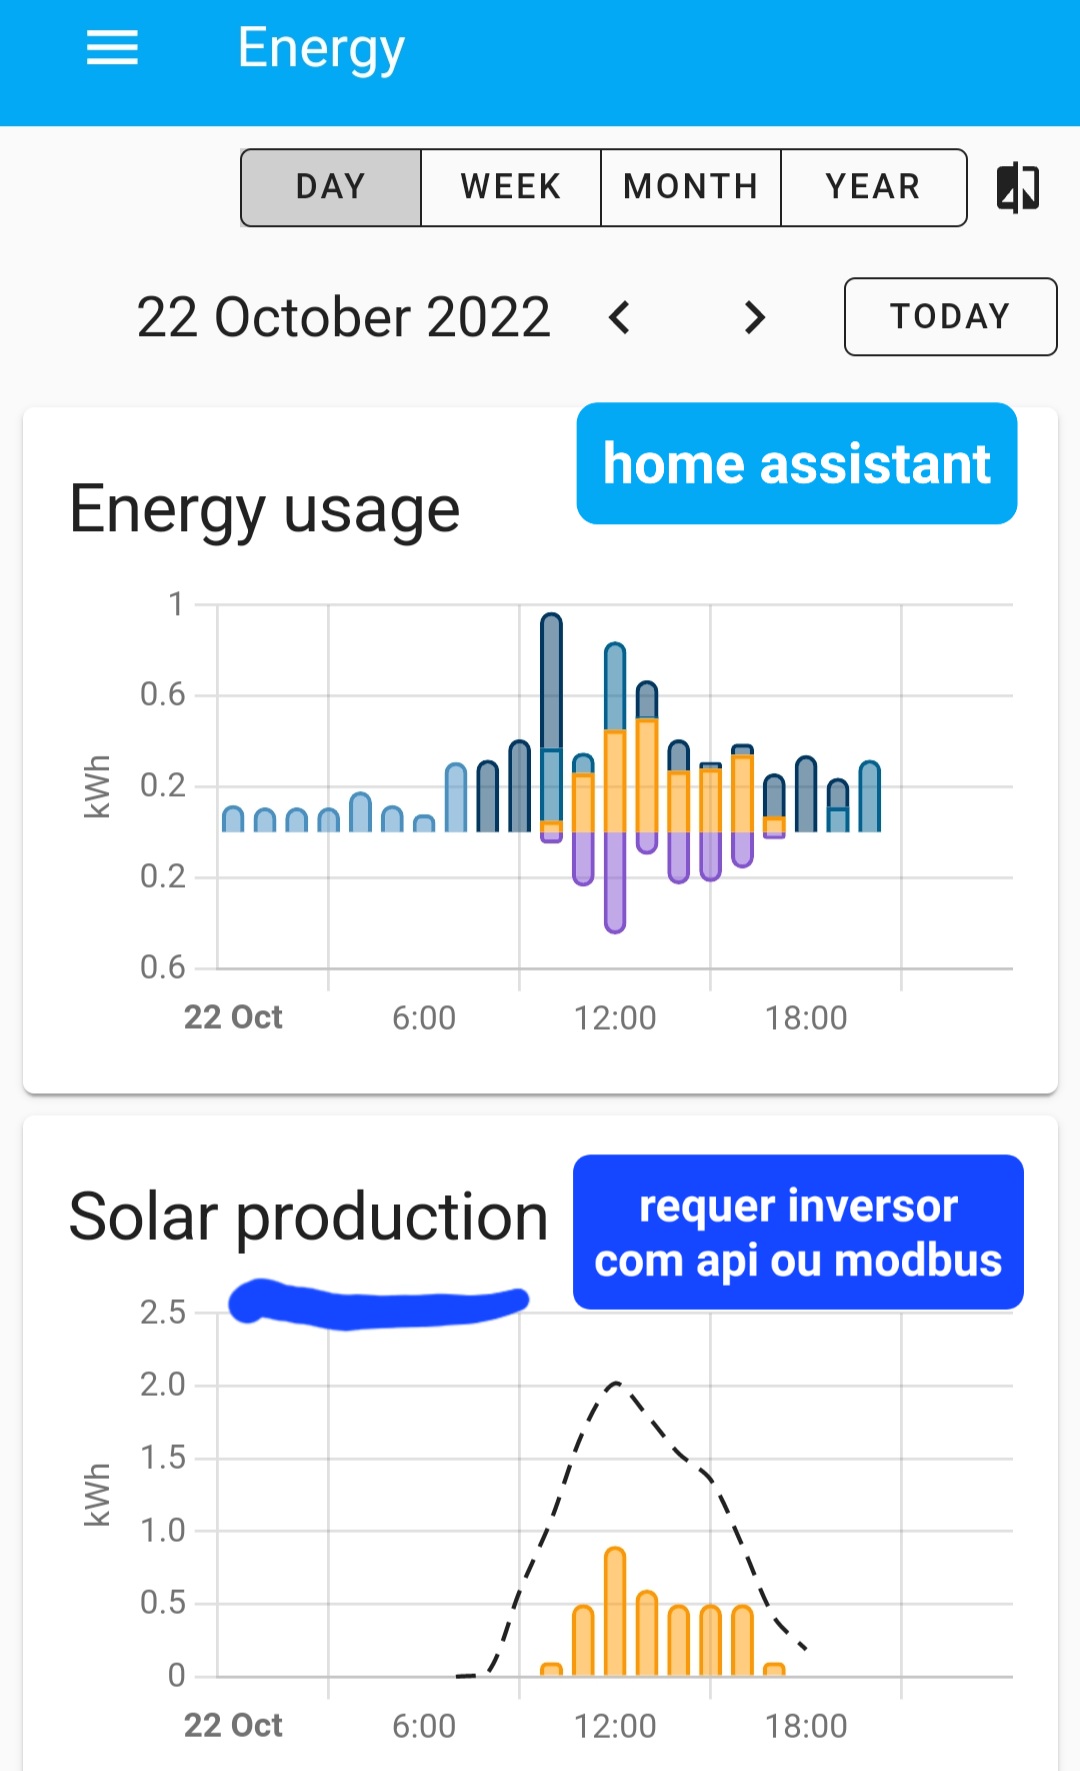 Energy
DAY WEEK MONTH YEAR
22 October 2022 TODAY
home assistant
Energy usage
1
0.6
0.2
0.2
0.6
kWh
22 Oct 6:00 12:00 18:00
Solar production
requer inversor
com api ou modbus
2.5
2.0
1.5
1.0
0.5
0
kWh
22 Oct 6:00 12:00 18:00